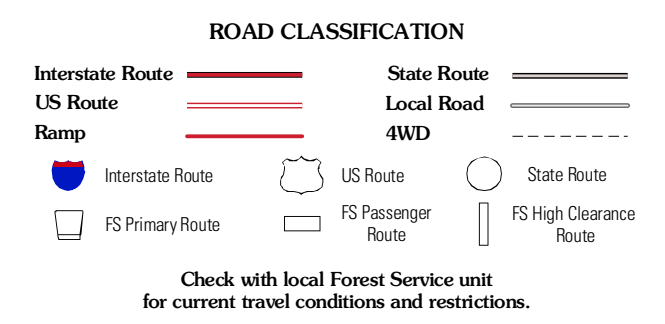 ROAD CLASSIFICATION
Interstate Route
State Route
US Route
Local Road
Ramp
4WD
Interstate Route
US Route
State Route
FS Primary Route
FS Passenger
Route
FS High Clearance
Route
Check with local Forest Service unit
for current travel conditions and restrictions.